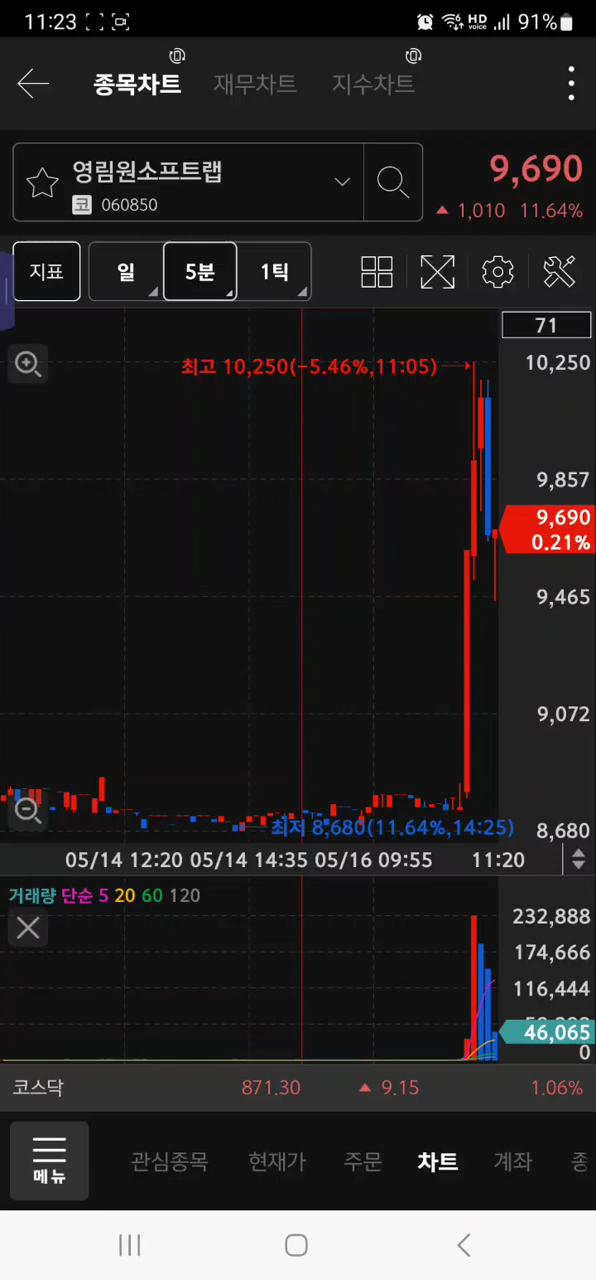 11:23 HD voice 91%
종목차트 재무차트 지수차트
영림원소프트랩 9,690
코 060850 ▲ 1,010 11.64%
지표 일 5분 1틱
71
최고 10,250(-5.46%,11:05) 10,250
9,857
9,690
0.21%
9,465
9,072
최저 8,680(11.64%,14:25) 8,680
05/14 12:20 05/14 14:35 05/16 09:55 11:20
거래량 단순 5 20 60 120
232,888
174,666
116,444
46,065
0
코스닥 871.30 ▲ 9.15 1.06%
메뉴 관심종목 현재가 주문 차트 계좌 종